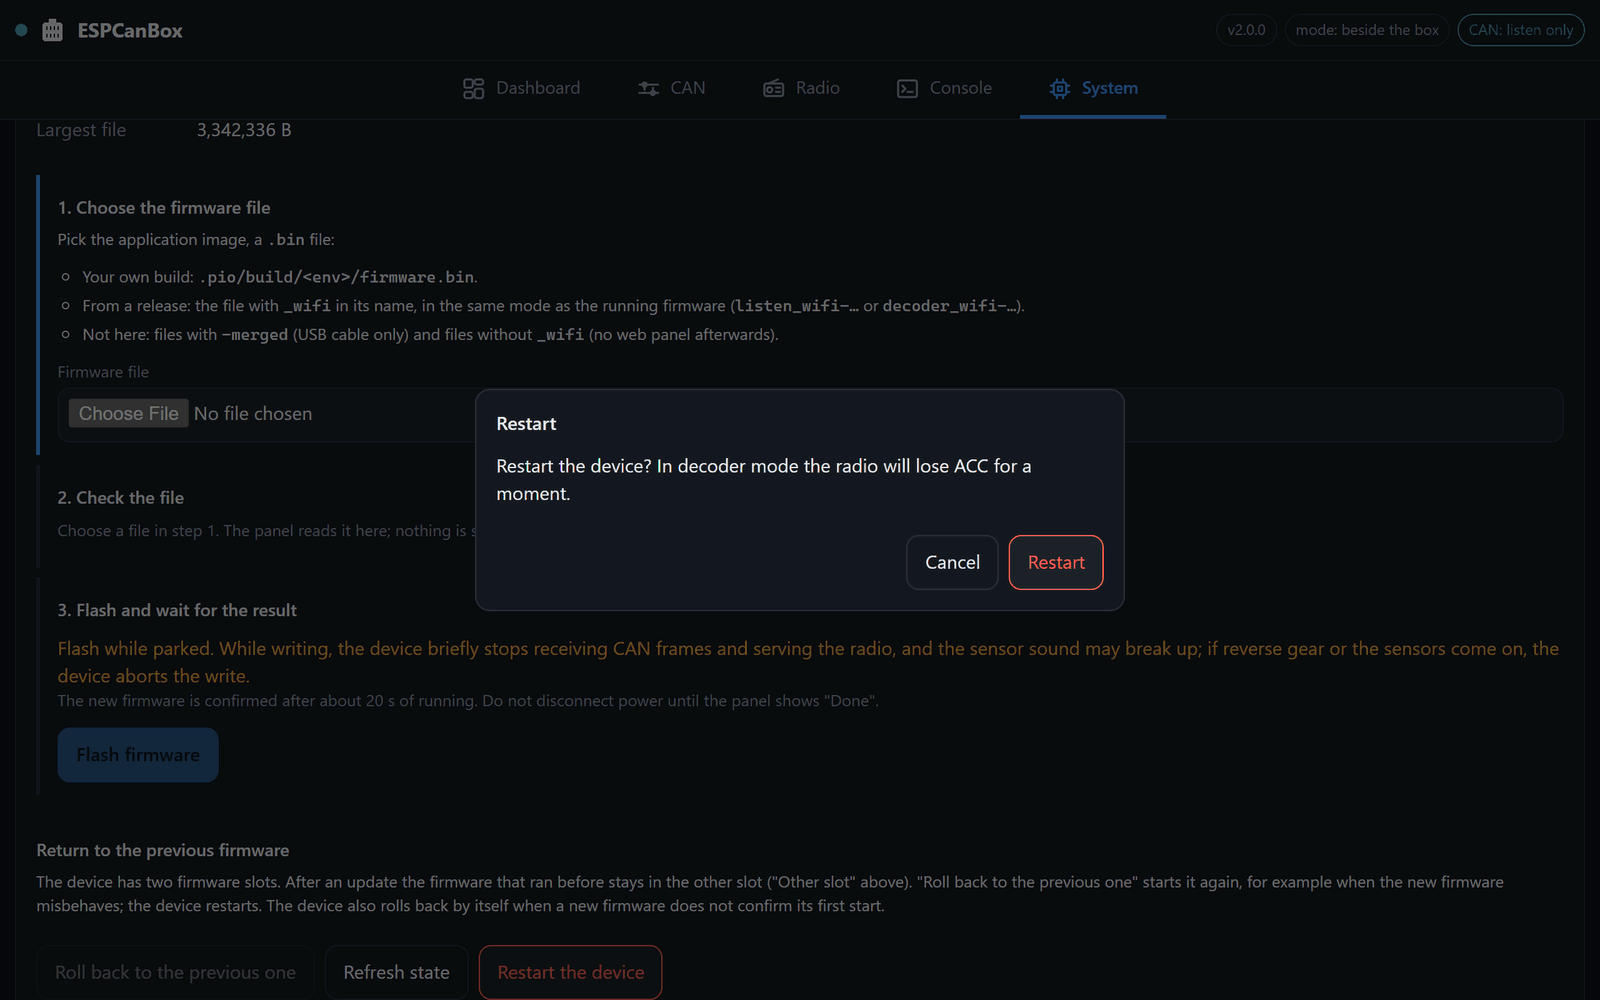 ESPCanBox
v2.0.0
mode: beside the box
CAN: listen only
Dashboard
CAN
Radio
Console
System
Largest file
3,342,336 B
1. Choose the firmware file
Pick the application image, a .bin file:
Your own build: .pio/build/<env>/firmware.bin.
From a release: the file with _wifi in its name, in the same mode as the running firmware (listen_wifi-… or decoder_wifi-…).
Not here: files with -merged (USB cable only) and files without _wifi (no web panel afterwards).
Firmware file
Choose File No file chosen
Restart
Restart the device? In decoder mode the radio will lose ACC for a
moment.
Cancel
Restart
2. Check the file
Choose a file in step 1. The panel reads it here; nothing is
3. Flash and wait for the result
Flash while parked. While writing, the device briefly stops receiving CAN frames and serving the radio, and the sensor sound may break up; if reverse gear or the sensors come on, the
device aborts the write.
The new firmware is confirmed after about 20 s of running. Do not disconnect power until the panel shows "Done".
Flash firmware
Return to the previous firmware
The device has two firmware slots. After an update the firmware that ran before stays in the other slot ("Other slot" above). "Roll back to the previous one" starts it again, for example when the new firmware
misbehaves; the device restarts. The device also rolls back by itself when a new firmware does not confirm its first start.
Roll back to the previous one
Refresh state
Restart the device